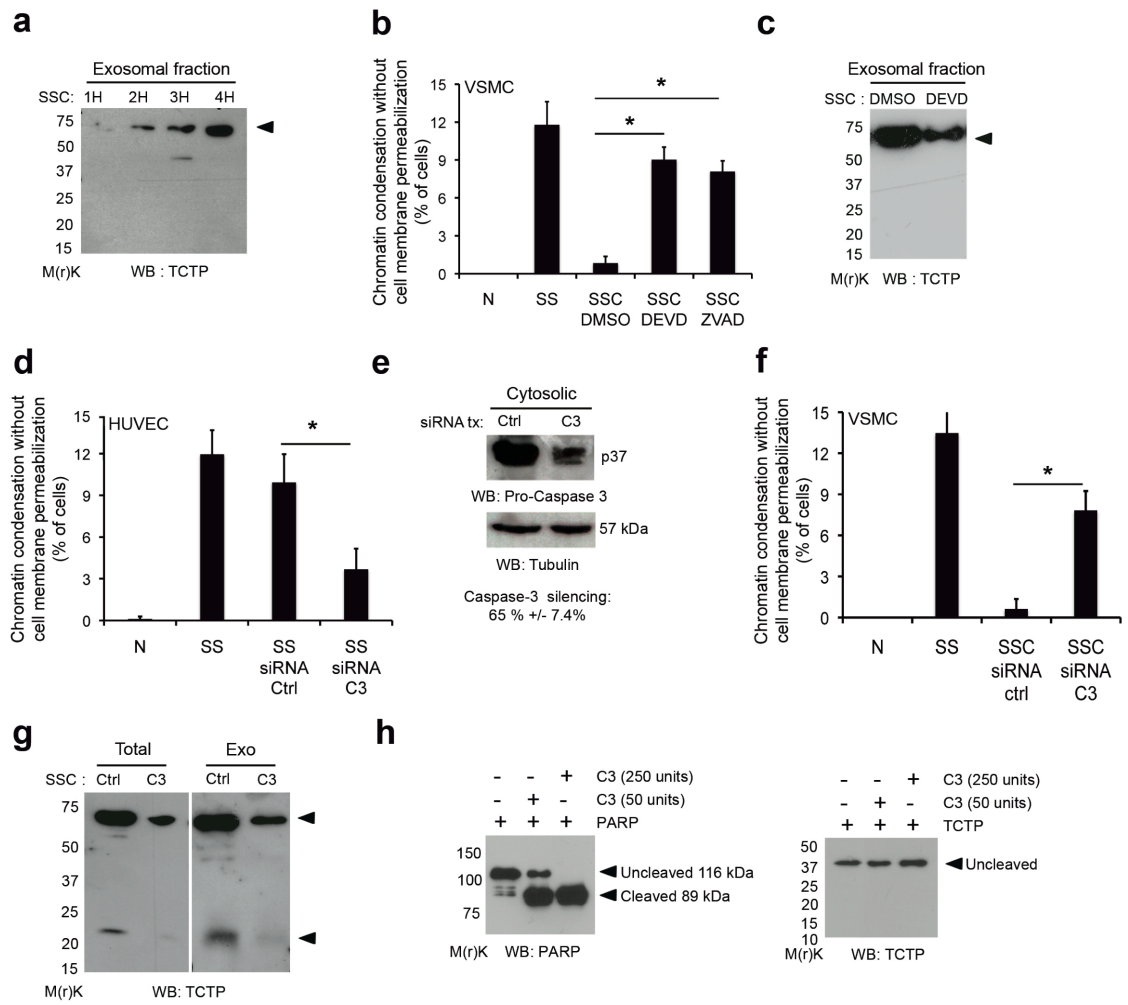 a
Exosomal fraction
SSC: 1H 2H 3H 4H
75
50
37
25
20
15
M(r)K WB : TCTP
b
Chromatin condensation without
cell membrane permeabilization
(% of cells)
15
12
9
6
3
0
VSMC
*
*
N SS SSC SSC SSC
DMSO DEVD ZVAD
c
Exosomal fraction
SSC : DMSO DEVD
75
50
37
25
20
15
M(r)K WB : TCTP
d
Chromatin condensation without
cell membrane permeabilization
(% of cells)
15
12
9
6
3
0
HUVEC
*
N SS SS SS
siRNA siRNA
Ctrl C3
e
Cytosolic
siRNA tx: Ctrl C3
p37
WB: Pro-Caspase 3
57 kDa
WB: Tubulin
Caspase-3 silencing:
65 % +/- 7.4%
f
Chromatin condensation without
cell membrane permeabilization
(% of cells)
15
12
9
6
3
0
VSMC
*
N SS SSC SSC
siRNA siRNA
ctrl C3
g
Total Exo
SSC : Ctrl C3 Ctrl C3
75
50
37
25
20
15
M(r)K WB: TCTP
h
- - + C3 (250 units)
- + - C3 (50 units)
+ + + PARP
150
100
75
Uncleaved 116 kDa
Cleaved 89 kDa
M(r)K WB: PARP
- - + C3 (250 units)
- + - C3 (50 units)
+ + + TCTP
50
37
25
20
15
10
Uncleaved
M(r)K WB: TCTP